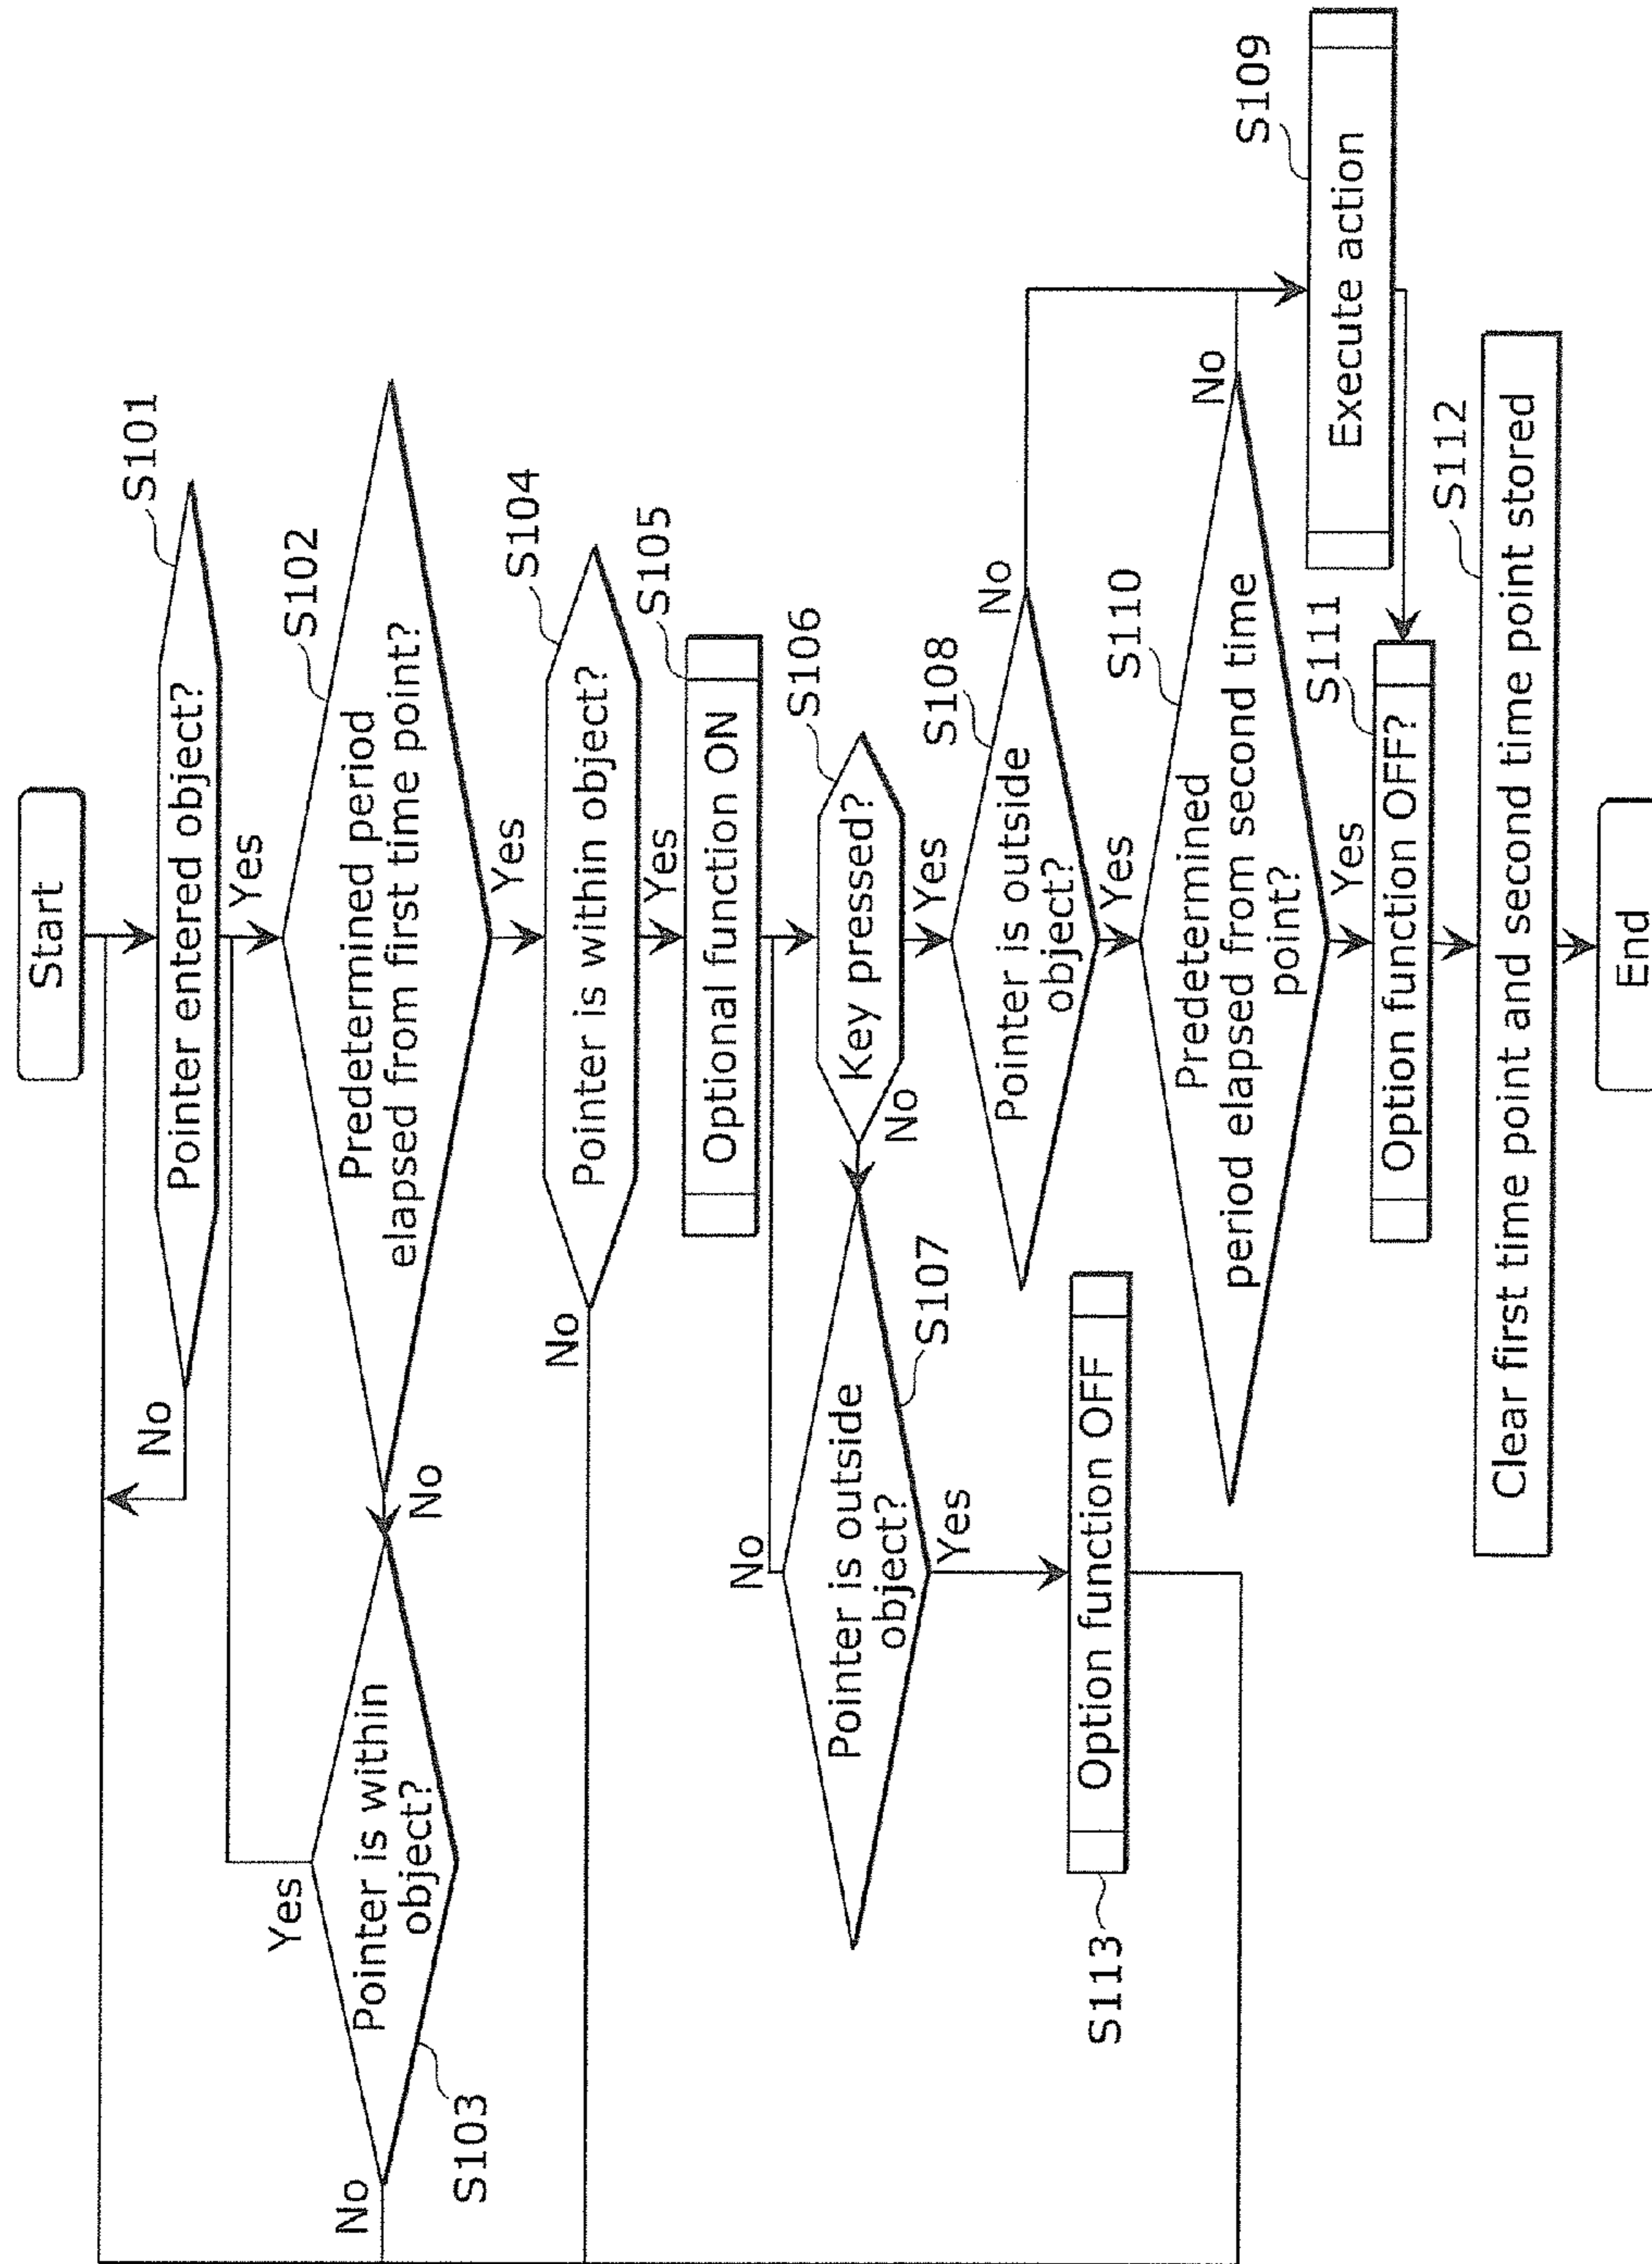 Start
S101
Pointer entered object?
No
Yes
S102
Predetermined period
elapsed from first time point?
No
Yes
Pointer is within
object?
Yes
No
S103
S104
Pointer is within object?
No
Yes
S105
Optional function ON
S106
Key pressed?
No
Yes
Pointer is outside
object?
S107
No
Yes
S108
Pointer is outside
object?
No
Yes
Option function OFF
S113
S110
Predetermined
period elapsed from second time
point?
No
Yes
S109
Execute action
S111
Option function OFF?
S112
Clear first time point and second time point stored
End